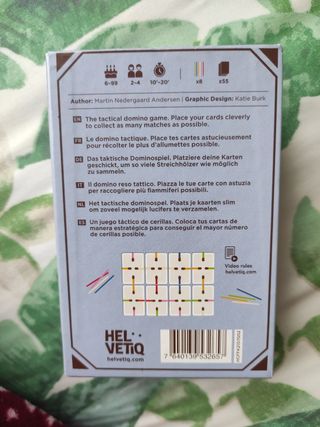 6-99
2-4
10'-20'
x8
x55
Author: Martin Nedergaard Andersen | Graphic Design: Katie Burk
EN The tactical domino game. Place your cards cleverly
to collect as many matches as possible.
FR Le domino tactique. Place tes cartes astucieusement
pour récolter le plus d'allumettes possible.
DE Das taktische Dominospiel. Platziere deine Karten
geschickt, um so viele Streichhölzer wie möglich
zu sammeln.
IT Il domino reso tattico. Piazza le tue carte con astuzia
per raccogliere più fiammiferi possibili.
NL Het tactische dominospel. Plaats je kaarten slim
om zoveel mogelijk lucifers te verzamelen.
ES Un juego táctico de cerillas. Coloca tus cartas de
manera estratégica para conseguir el mayor número
de cerillas posible.
Video rules
helvetiq.com
HEL
VETIQ
helvetiq.com
7 640139 532657